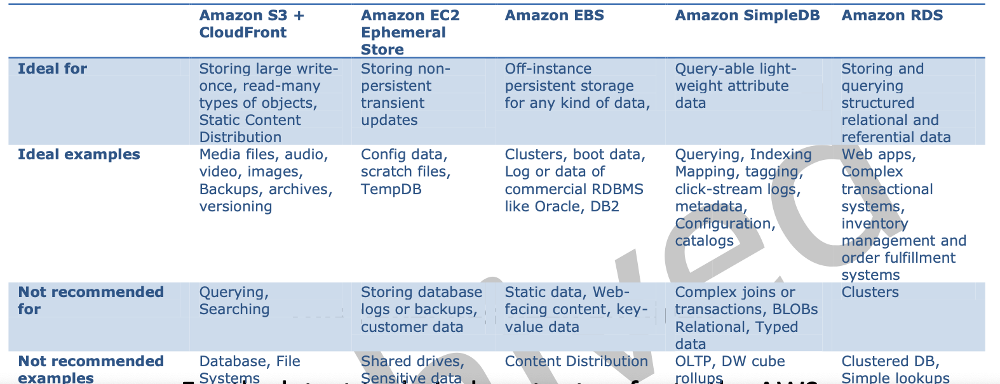 Amazon S3 + CloudFront
Amazon EC2 Ephemeral Store
Amazon EBS
Amazon SimpleDB
Amazon RDS
Ideal for
Storing large write-
once, read-many
types of objects,
Static Content
Distribution
Storing non-
persistent
transient
updates
Off-instance
persistent storage
for any kind of data,
Query-able light-
weight attribute
data
Storing and
querying
structured
relational and
referential data
Ideal examples
Media files, audio,
video, images,
Backups, archives,
versioning
Config data,
scratch files,
TempDB
Clusters, boot data,
Log or data of
commercial RDBMS
like Oracle, DB2
Querying, Indexing
Mapping, tagging,
click-stream logs,
metadata,
Configuration,
catalogs
Web apps,
Complex
transactional
systems,
inventory
management and
order fulfillment
systems
Not recommended
for
Querying,
Searching
Storing database
logs or backups,
customer data
Static data, Web-
facing content, key-
value data
Complex joins or
transactions, BLOBs
Relational, Typed
data
Clusters
Not recommended
examples
Database, File
Systems
Shared drives,
Sensitive data
Content Distribution
OLTP, DW cube
rollups
Clustered DB,
Simple lookups